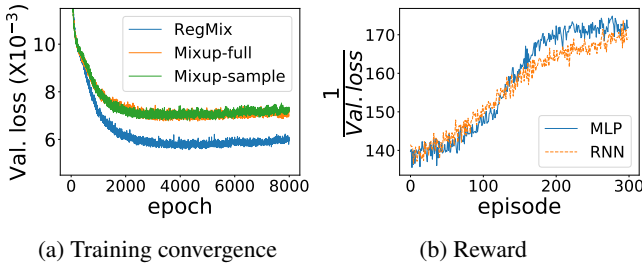 Val. loss (X10⁻³)
10
8
6
RegMix
Mixup-full
Mixup-sample
0 2000 4000 6000 8000
epoch
(a) Training convergence
1
Val. loss
170
160
150
140
MLP
RNN
0 100 200 300
episode
(b) Reward